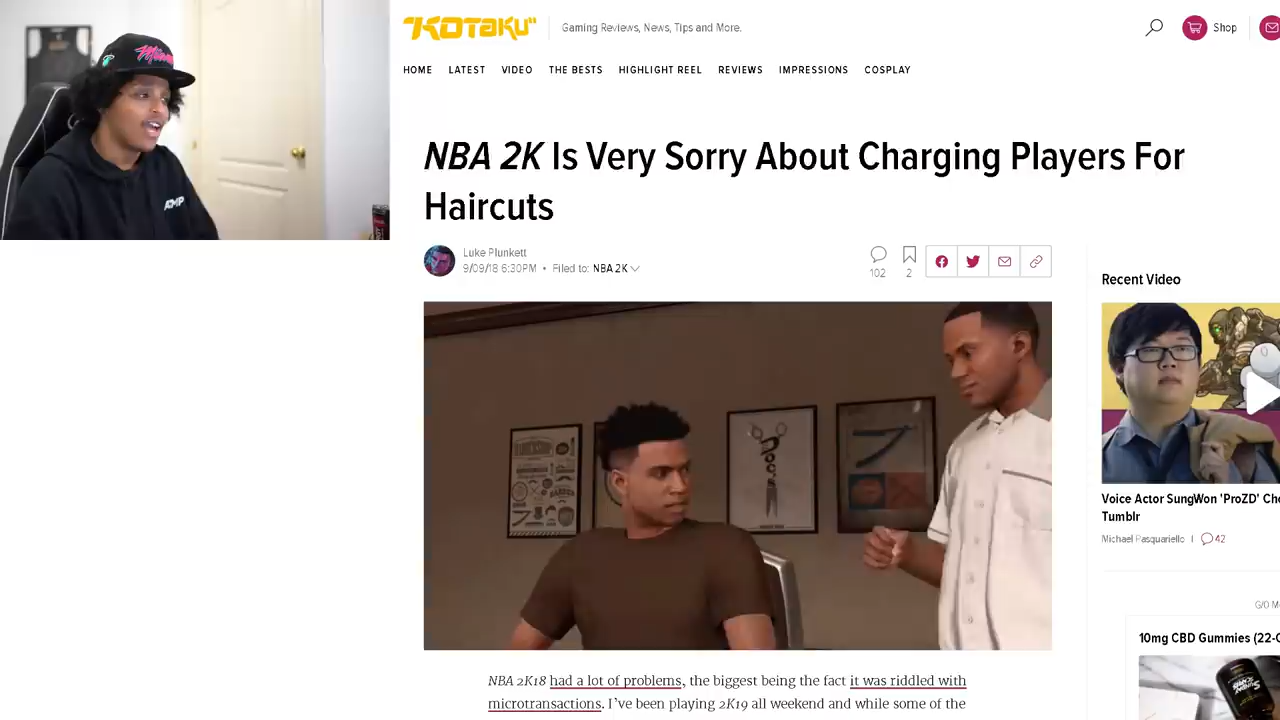 Miami
AMP
KOTaKU
Gaming Reviews, News, Tips and More.
Shop
HOME LATEST VIDEO THE BESTS HIGHLIGHT REEL REVIEWS IMPRESSIONS COSPLAY
NBA 2K Is Very Sorry About Charging Players For
Haircuts
Luke Plunkett
9/09/18 6:30PM • Filed to: NBA 2K
102
2
Recent Video
Doc's
Voice Actor SungWon 'ProZD' Cho
Tumblr
Michael Pasquariello | 42
G/O M
10mg CBD Gummies (22-C
NBA 2K18 had a lot of problems, the biggest being the fact it was riddled with
microtransactions. I've been playing 2K19 all weekend and while some of the